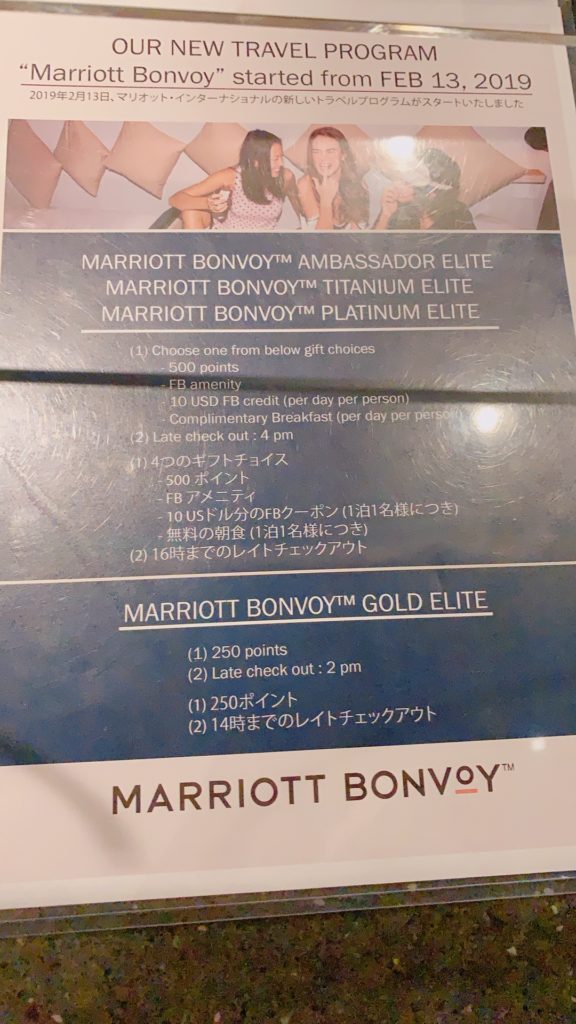 OUR NEW TRAVEL PROGRAM
“Marriott Bonvoy” started from FEB 13, 2019
2019年2月13日、マリオット・インターナショナルの新しいトラベルプログラムがスタートいたしました
MARRIOTT BONVOY™ AMBASSADOR ELITE
MARRIOTT BONVOY™ TITANIUM ELITE
MARRIOTT BONVOY™ PLATINUM ELITE
(1) Choose one from below gift choices
- 500 points
- FB amenity
- 10 USD FB credit (per day per person)
- Complimentary Breakfast (per day per person)
(2) Late check out : 4 pm
(1) 4つのギフトチョイス
- 500 ポイント
- FB アメニティ
- 10 USドル分のFBクーポン (1泊1名様につき)
- 無料の朝食 (1泊1名様につき)
(2) 16時までのレイトチェックアウト
MARRIOTT BONVOY™ GOLD ELITE
(1) 250 points
(2) Late check out : 2 pm
(1) 250ポイント
(2) 14時までのレイトチェックアウト
MARRIOTT BONVOY™